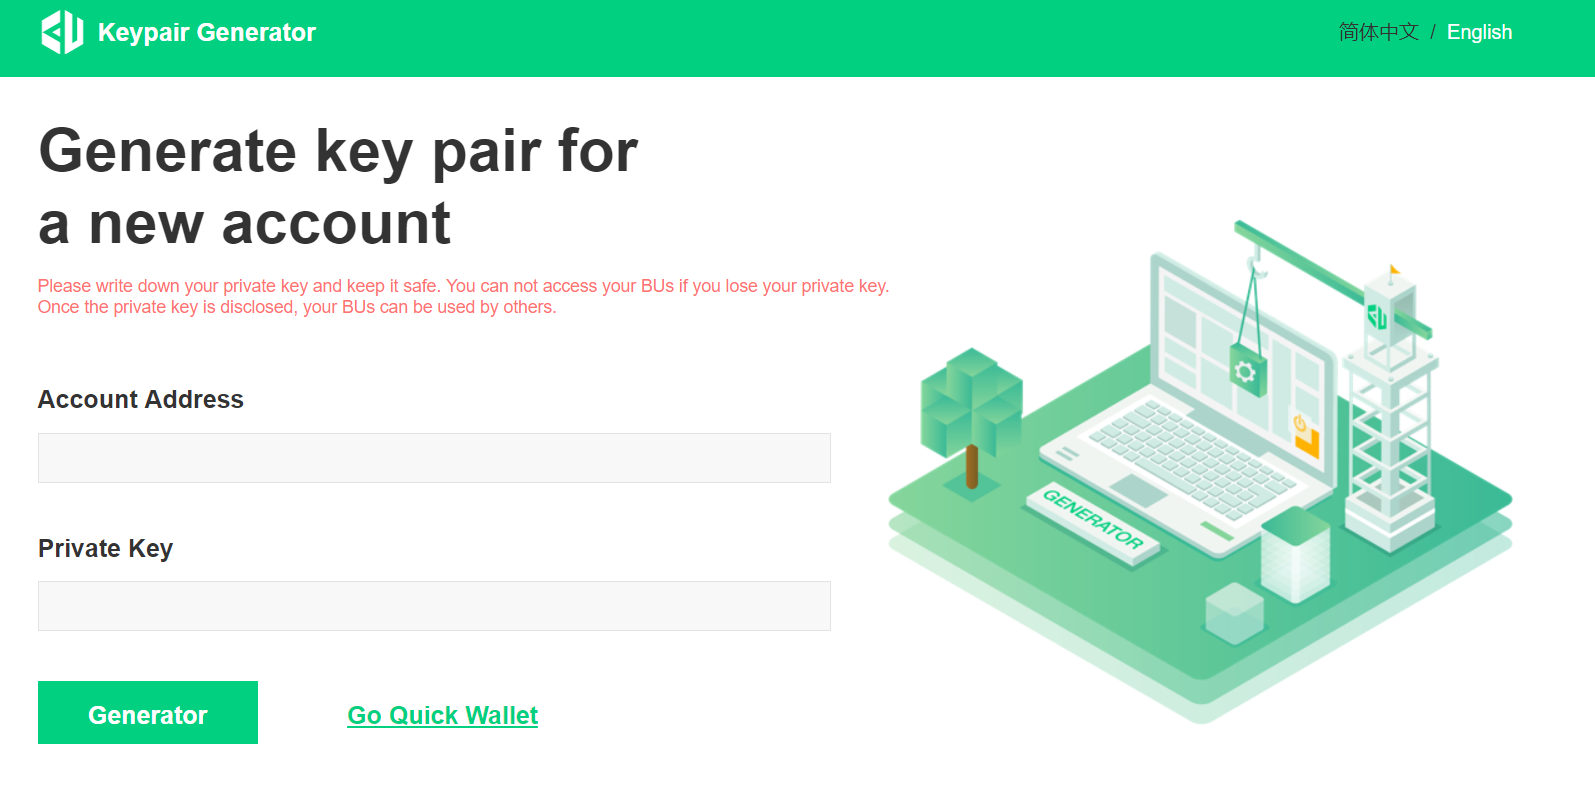 Keypair Generator
简体中文 / English
Generate key pair for
a new account
Please write down your private key and keep it safe. You can not access your BUs if you lose your private key.
Once the private key is disclosed, your BUs can be used by others.
Account Address
Private Key
Generator
Go Quick Wallet
GENERATOR